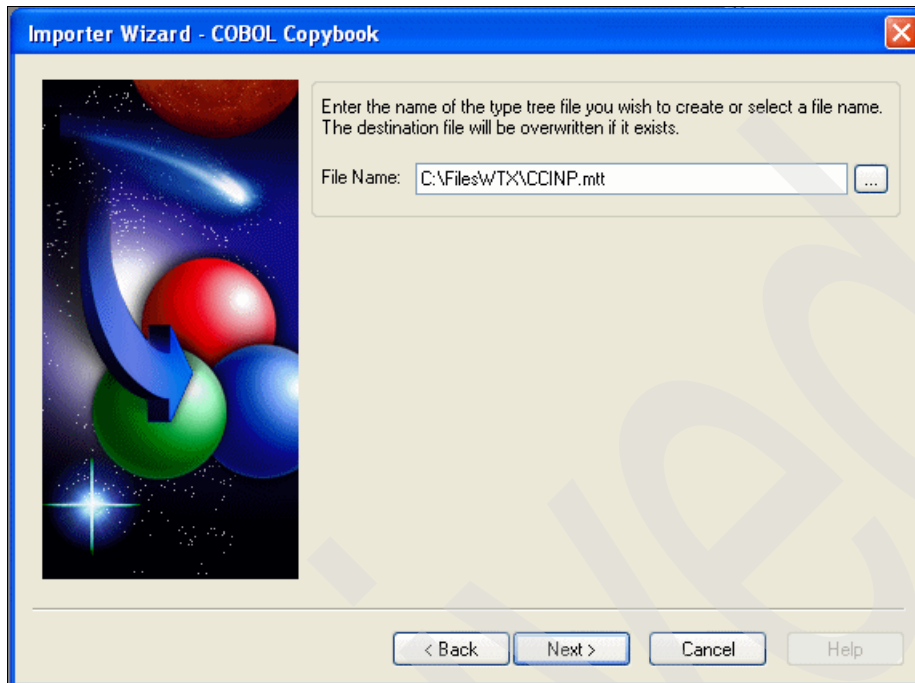 Importer Wizard - COBOL Copybook
Enter the name of the type tree file you wish to create or select a file name.
The destination file will be overwritten if it exists.
File Name: C:\FilesWTX\CCINP.mtt ...
< Back Next > Cancel Help